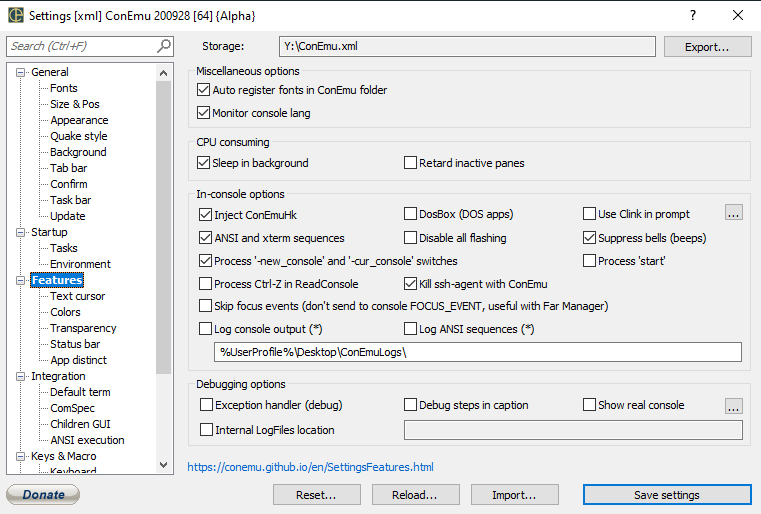 Settings [xml] ConEmu 200928 [64] {Alpha}
Search (Ctrl+F)
Storage:
Y:\ConEmu.xml
Export...
General
Fonts
Size & Pos
Appearance
Quake style
Background
Tab bar
Confirm
Task bar
Update
Startup
Tasks
Environment
Features
Text cursor
Colors
Transparency
Status bar
App distinct
Integration
Default term
ComSpec
Children GUI
ANSI execution
Keys & Macro
Keyboard
Miscellaneous options
Auto register fonts in ConEmu folder
Monitor console lang
CPU consuming
Sleep in background
Retard inactive panes
In-console options
Inject ConEmuHk
DosBox (DOS apps)
Use Clink in prompt
...
ANSI and xterm sequences
Disable all flashing
Suppress bells (beeps)
Process '-new_console' and '-cur_console' switches
Process 'start'
Process Ctrl-Z in ReadConsole
Kill ssh-agent with ConEmu
Skip focus events (don't send to console FOCUS_EVENT, useful with Far Manager)
Log console output (*)
Log ANSI sequences (*)
%UserProfile%\Desktop\ConEmuLogs\
Debugging options
Exception handler (debug)
Debug steps in caption
Show real console
...
Internal LogFiles location
https://conemu.github.io/en/SettingsFeatures.html
Donate
Reset...
Reload...
Import...
Save settings